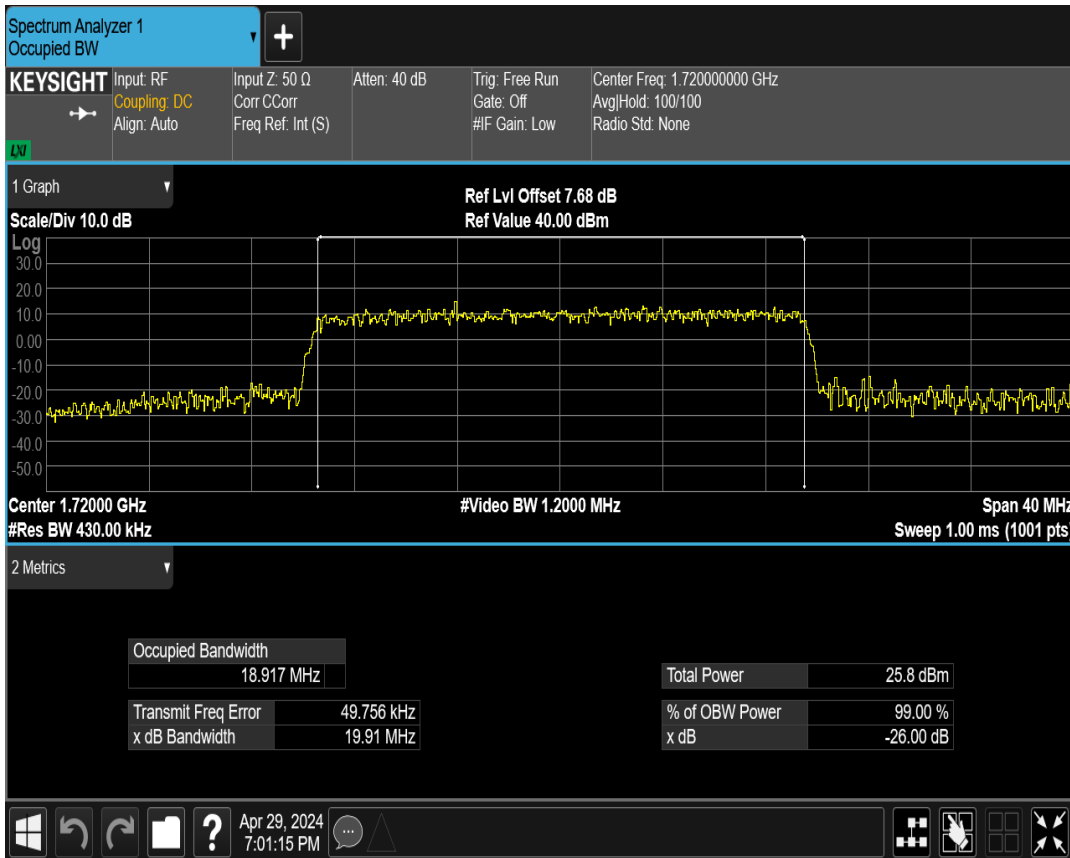 Spectrum Analyzer 1
Occupied BW
+
KEYSIGHT
Input: RF
Coupling: DC
Align: Auto
Input Z: 50 Ω
Corr CCorr
Freq Ref: Int (S)
Atten: 40 dB
Trig: Free Run
Gate: Off
#IF Gain: Low
Center Freq: 1.720000000 GHz
Avg|Hold: 100/100
Radio Std: None
LXI
1 Graph
Scale/Div 10.0 dB
Ref Lvl Offset 7.68 dB
Ref Value 40.00 dBm
Log
30.0
20.0
10.0
0.00
-10.0
-20.0
-30.0
-40.0
-50.0
Center 1.72000 GHz
#Video BW 1.2000 MHz
Span 40 MHz
#Res BW 430.00 kHz
Sweep 1.00 ms (1001 pts)
2 Metrics
Occupied Bandwidth
18.917 MHz
Transmit Freq Error 49.756 kHz
x dB Bandwidth 19.91 MHz
Total Power 25.8 dBm
% of OBW Power 99.00 %
x dB -26.00 dB
?
Apr 29, 2024
7:01:15 PM